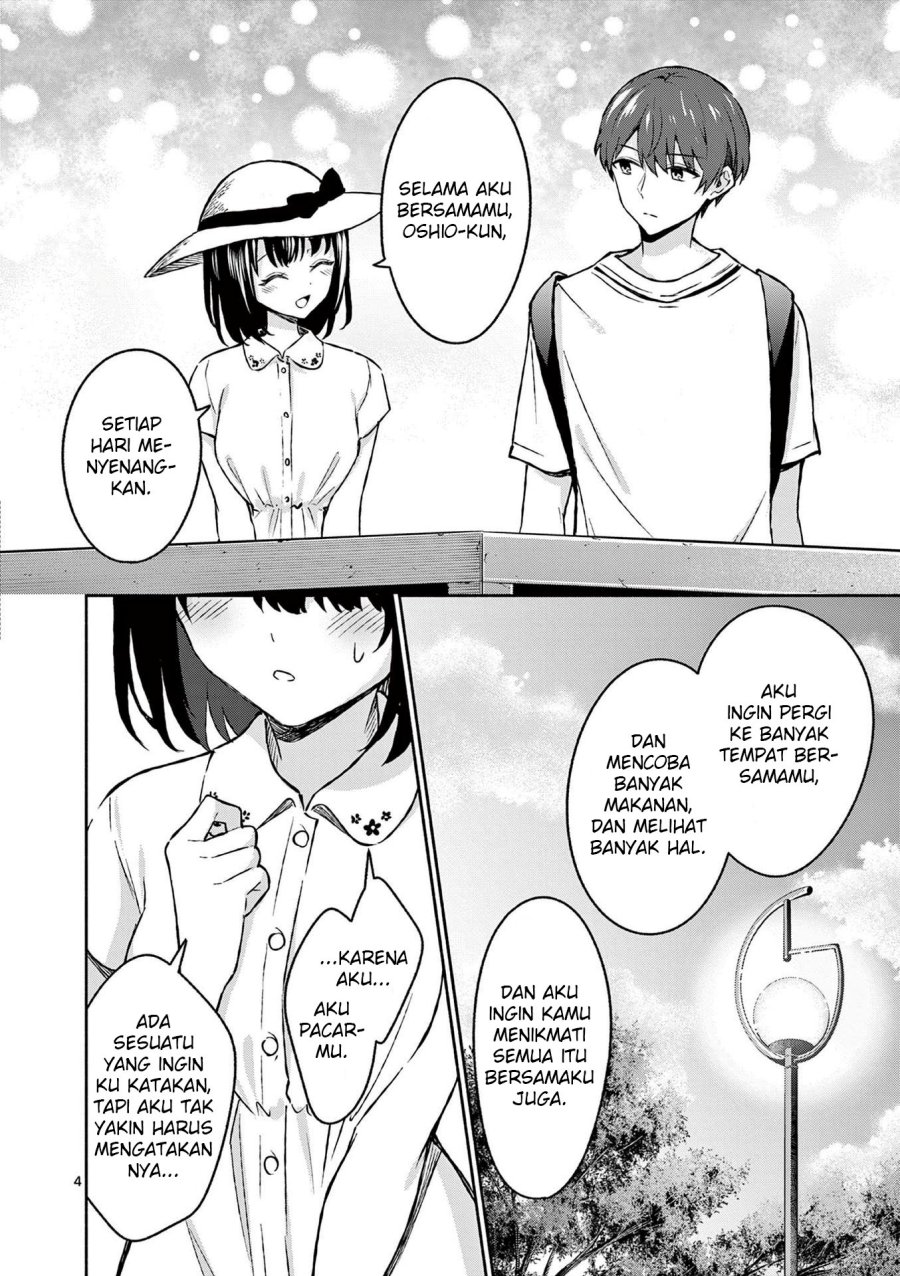 SELAMA AKU
BERSAMAMU,
OSHIO-KUN,
SETIAP
HARI ME-
NYENANG-
KAN.
AKU
INGIN PERGI
KE BANYAK
TEMPAT BER-
SAMAMU,
DAN
MENCOBA
BANYAK
MAKANAN,
DAN MELIHAT
BANYAK HAL.
DAN AKU
INGIN KAMU
MENIKMATI
SEMUA ITU
BERSAMAKU
JUGA.
...KARENA
AKU...
AKU
PACAR-
MU.
ADA
SESUATU
YANG INGIN
KU KATAKAN,
TAPI AKU TAK
YAKIN HARUS
MENGATAKAN
NYA...
4